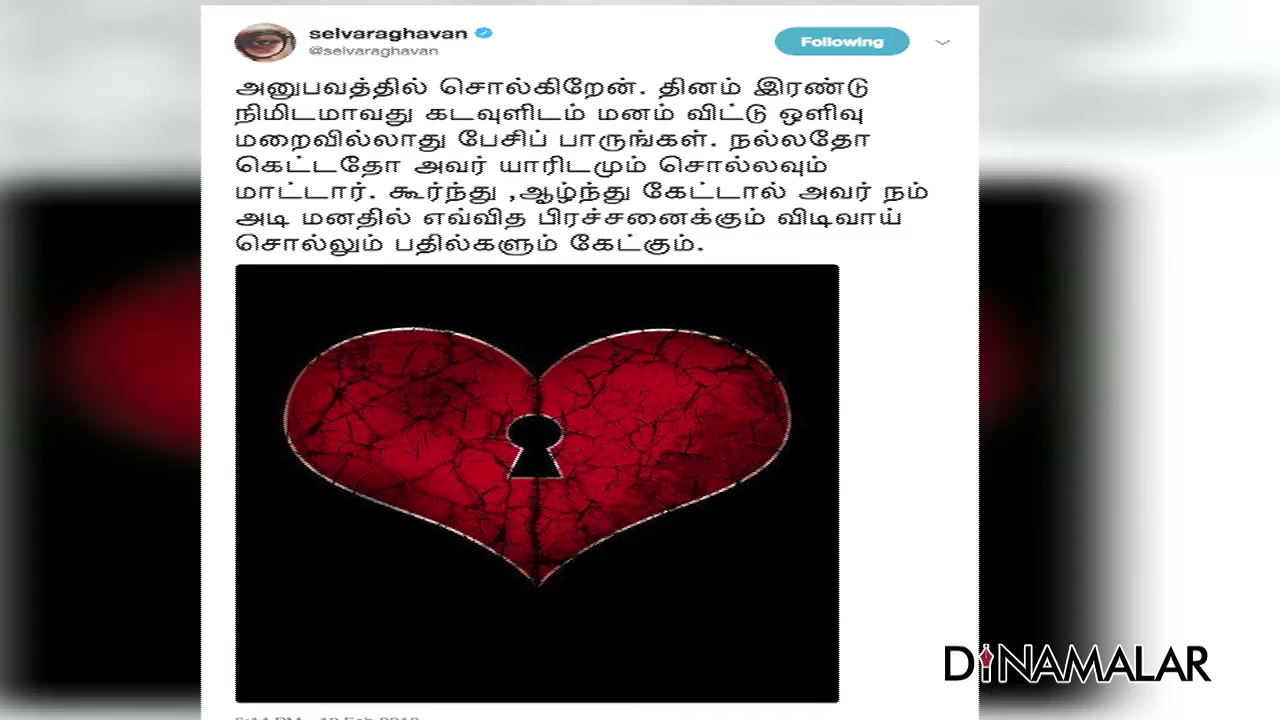 selvaraghavan
@selvaraghavan
Following
அனுபவத்தில் சொல்கிறேன். தினம் இரண்டு
நிமிடமாவது கடவுளிடம் மனம் விட்டு ஒளிவு
மறைவில்லாது பேசிப் பாருங்கள். நல்லதோ
கெட்டதோ அவர் யாரிடமும் சொல்லவும்
மாட்டார். கூர்ந்து ,ஆழ்ந்து கேட்டால் அவர் நம்
அடி மனதில் எவ்வித பிரச்சனைக்கும் விடிவாய்
சொல்லும் பதில்களும் கேட்கும்.
DiNAMALAR